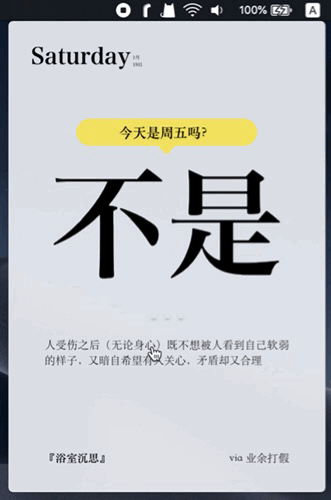 100%
A
Saturday
今天是周五吗?
不是
人受伤之后（无论身心）既不想被人看到自己软弱
的样子，又暗自希望有人关心，矛盾却又合理
『浴室沉思』
via 业余打假